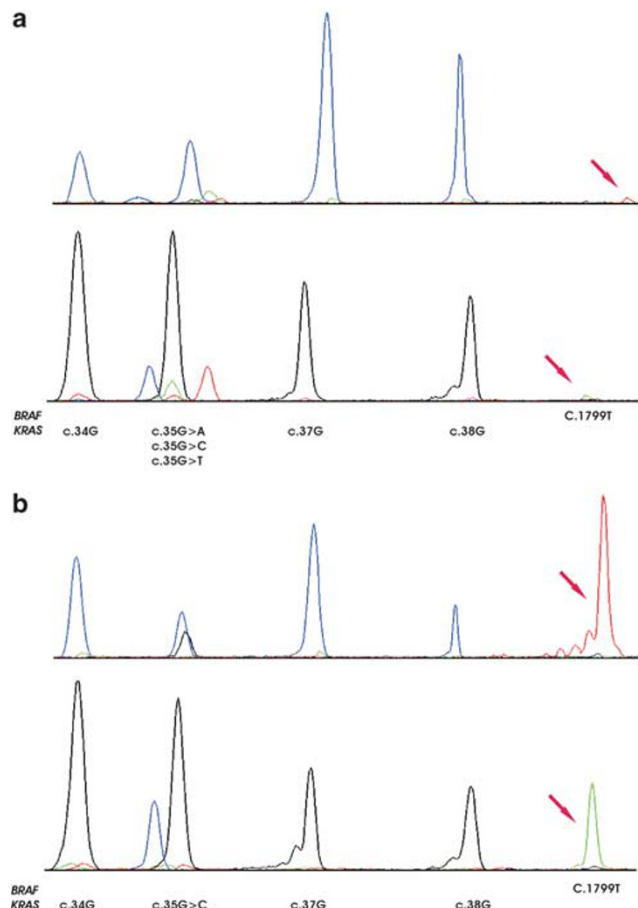 a
BRAF C.1799T
KRAS c.34G c.35G>A c.37G c.38G
c.35G>C
c.35G>T
b
BRAF C.1799T
KRAS c.34G c.35G>C c.37G c.38G